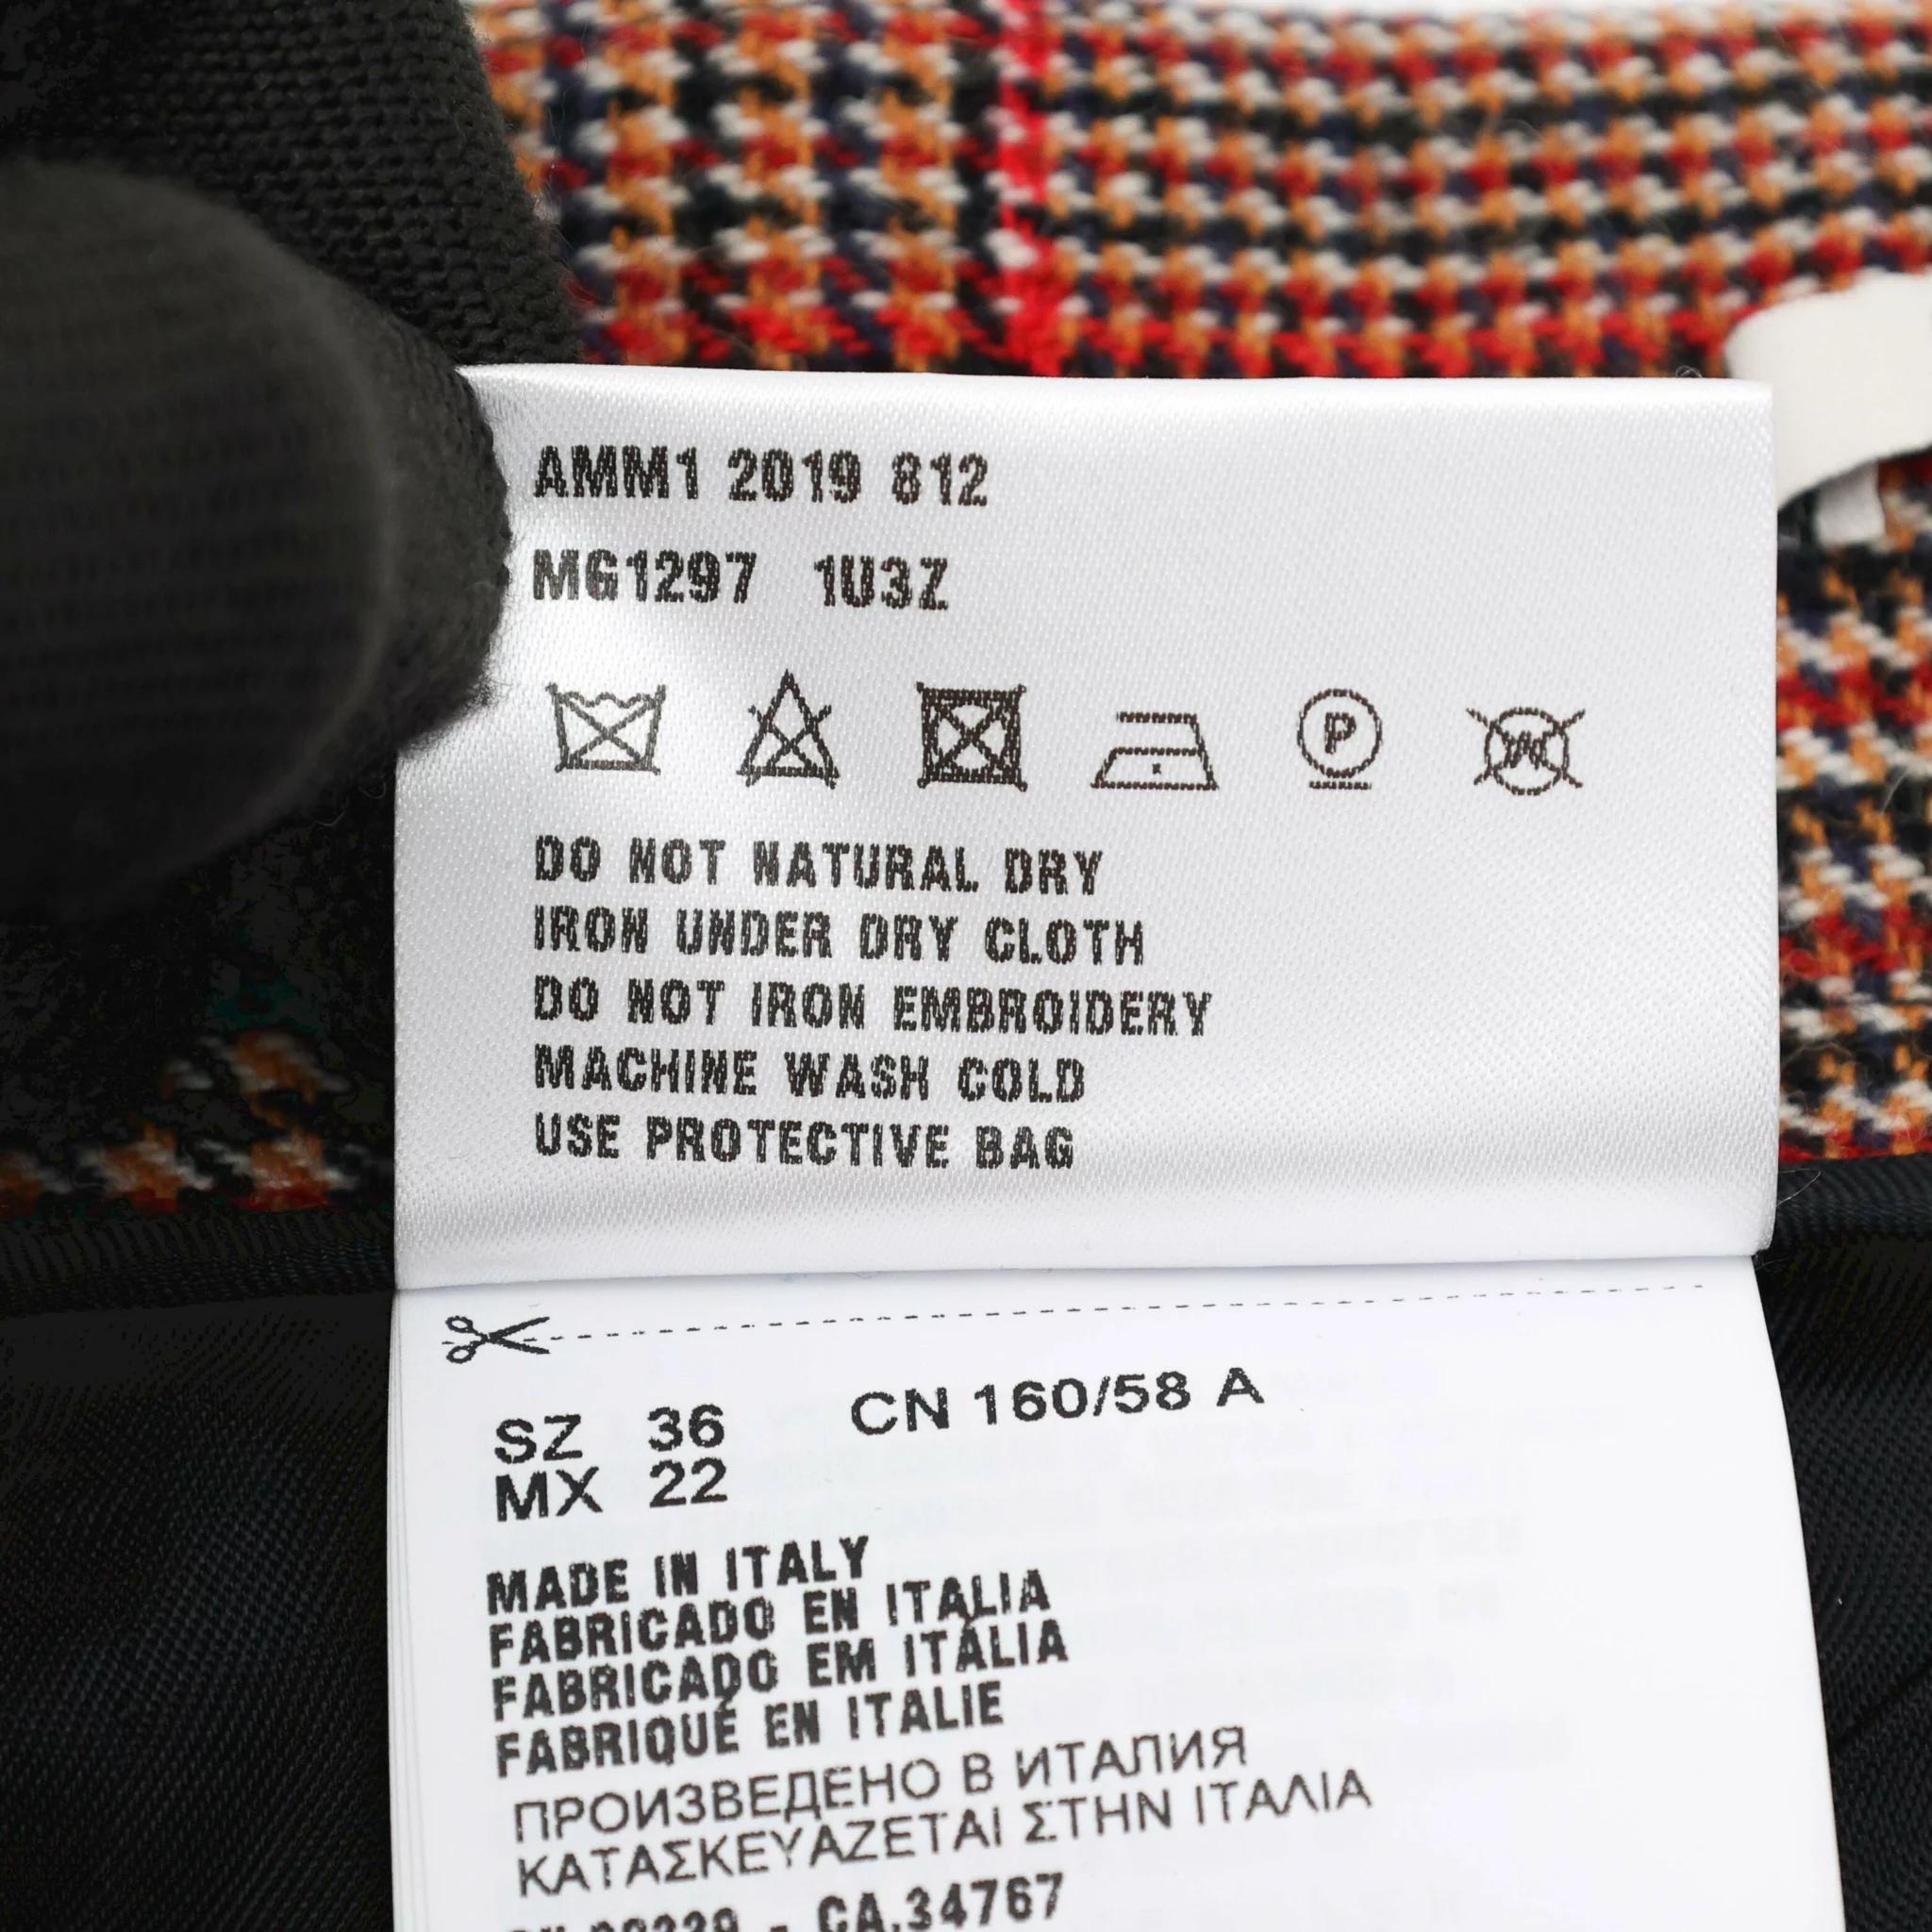 AMM1 2019 812
MG1297 1U3Z
P W
DO NOT NATURAL DRY
IRON UNDER DRY CLOTH
DO NOT IRON EMBROIDERY
MACHINE WASH COLD
USE PROTECTIVE BAG
SZ 36 CN 160/58 A
MX 22
MADE IN ITALY
FABRICADO EN ITALIA
FABRICADO EM ITÁLIA
FABRIQUÉ EN ITALIE
ПРОИЗВЕДЕНО В ИТАЛИЯ
ΚΑΤΑΣΚΕΥΑΖΕΤΑΙ ΣΤΗΝ ΙΤΑΛΙΑ
- CA.34767